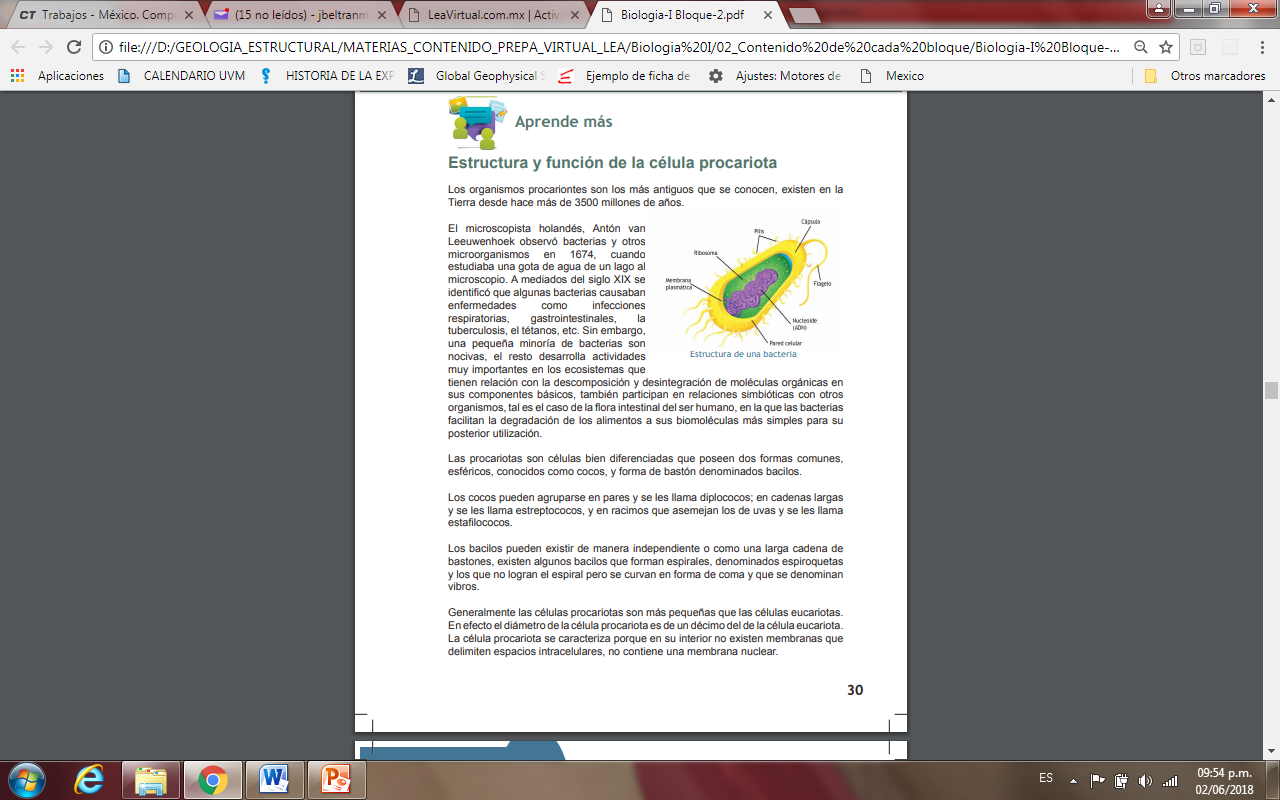 CT Trabajos - México. Comp
(15 no leídos) - jbeltranm
LeaVirtual.com.mx | Activ
Biologia-I Bloque-2.pdf
file:///D:/GEOLOGIA_ESTRUCTURAL/MATERIAS_CONTENIDO_PREPA_VIRTUAL_LEA/Biologia%20I/02_Contenido%20de%20cada%20bloque/Biologia-I%20Bloque-...
Aplicaciones
CALENDARIO UVM
HISTORIA DE LA EXP
Global Geophysical S
Ejemplo de ficha de
Ajustes: Motores de
Mexico
Otros marcadores
Aprende más
Estructura y función de la célula procariota
Los organismos procariontes son los más antiguos que se conocen, existen en la
Tierra desde hace más de 3500 millones de años.
El microscopista holandés, Antón van
Leeuwenhoek observó bacterias y otros
microorganismos en 1674, cuando
estudiaba una gota de agua de un lago al
microscopio. A mediados del siglo XIX se
identificó que algunas bacterias causaban
enfermedades como infecciones
respiratorias, gastrointestinales, la
tuberculosis, el tétanos, etc. Sin embargo,
una pequeña minoría de bacterias son
nocivas, el resto desarrolla actividades
muy importantes en los ecosistemas que
tienen relación con la descomposición y desintegración de moléculas orgánicas en
sus componentes básicos, también participan en relaciones simbióticas con otros
organismos, tal es el caso de la flora intestinal del ser humano, en la que las bacterias
facilitan la degradación de los alimentos a sus biomoléculas más simples para su
posterior utilización.
Cápsula
Pilis
Ribosoma
Membrana
plasmática
Flagelo
Nucleoide
(ADN)
Pared celular
Estructura de una bacteria
Las procariotas son células bien diferenciadas que poseen dos formas comunes,
esféricos, conocidos como cocos, y forma de bastón denominados bacilos.
Los cocos pueden agruparse en pares y se les llama diplococos; en cadenas largas
y se les llama estreptococos, y en racimos que asemejan los de uvas y se les llama
estafilococos.
Los bacilos pueden existir de manera independiente o como una larga cadena de
bastones, existen algunos bacilos que forman espirales, denominados espiroquetas
y los que no logran el espiral pero se curvan en forma de coma y que se denominan
vibros.
Generalmente las células procariotas son más pequeñas que las células eucariotas.
En efecto el diámetro de la célula procariota es de un décimo del de la célula eucariota.
La célula procariota se caracteriza porque en su interior no existen membranas que
delimiten espacios intracelulares, no contiene una membrana nuclear.
30
ES
09:54 p.m.
02/06/2018